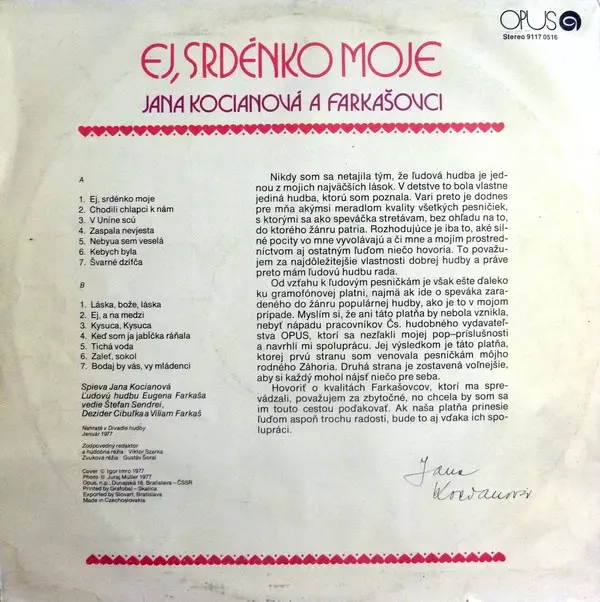 OPUS
Stereo 9117 0516
EJ, SRDÉNKO MOJE
JANA KOCIANOVÁ A FARKAŠOVCI
A
1. Ej, srdénko moje
2. Chodili chlapci k nám
3. V Uníne scú
4. Zaspala nevjesta
5. Nebyua sem veselá
6. Kebych byla
7. Švarné dzífča
B
1. Láska, bože, láska
2. Ej, a na medzi
3. Kysuca, Kysuca
4. Keď som ja jabĺčka ráňala
5. Tichá voda
6. Zaleť, sokol
7. Bodaj by vás, vy mládenci
Spieva Jana Kocianová
Ľudovú hudbu Eugena Farkaša
vedie Štefan Sendrei,
Dezider Cibuľka a Viliam Farkaš
Nahraté v Divadle hudby
Január 1977
Zodpovedný redaktor
a hudobná réžia : Viktor Szarka
Zvuková réžia : Gustáv Šoral
Cover © Igor Imro 1977
Photo © Juraj Müller 1977
Opus, n.p., Dunajská 18, Bratislava – ČSSR
Printed by Grafobal – Skalica
Exported by Slovart, Bratislava
Made in Czechoslovakia
Nikdy som sa netajila tým, že ľudová hudba je jed-
nou z mojich najväčších lások. V detstve to bola vlastne
jediná hudba, ktorú som poznala. Vari preto je dodnes
pre mňa akýmsi meradlom kvality všetkých pesničiek,
s ktorými sa ako speváčka stretávam, bez ohľadu na to,
do ktorého žánru patria. Rozhodujúce je iba to, aké sil-
né pocity vo mne vyvolávajú a či mne a mojím prostred-
níctvom aj ostatným ľuďom niečo hovoria. To považu-
jem za najdôležitejšie vlastnosti dobrej hudby a práve
preto mám ľudovú hudbu rada.
Od vzťahu k ľudovým pesničkám je však ešte ďaleko
ku gramofónovej platni, najmä ak ide o speváka zara-
deného do žánru populárnej hudby, ako je to v mojom
prípade. Myslím si, že ani táto platňa by nebola vznikla,
nebyť nápadu pracovníkov Čs. hudobného vydavateľ-
stva OPUS, ktorí sa nezľakli mojej pop–príslušnosti
a navrhli mi spoluprácu. Jej výsledkom je táto platňa,
ktorej prvú stranu som venovala pesničkám môjho
rodného Záhoria. Druhá strana je zostavená voľnejšie,
aby si každý mohol nájsť niečo pre seba.
Hovoriť o kvalitách Farkašovcov, ktorí ma spre-
vádzali, považujem za zbytočné, no chcela by som sa
im touto cestou poďakovať. Ak naša platňa prinesie
ľuďom aspoň trochu radosti, bude to aj vďaka ich spo-
lupráci.
Jana
Kocianová